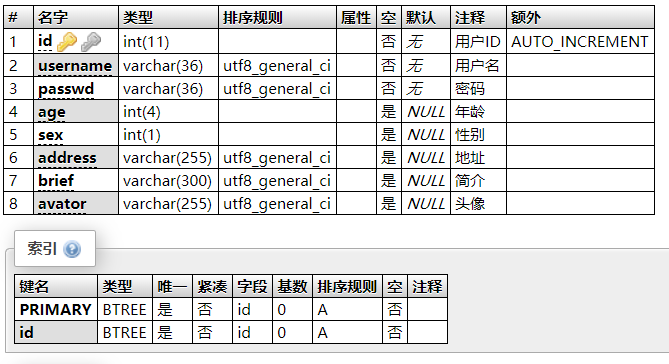 # 名字 类型 排序规则 属性 空 默认 注释 额外
1 id int(11) 否 无 用户ID AUTO_INCREMENT
2 username varchar(36) utf8_general_ci 否 无 用户名
3 passwd varchar(36) utf8_general_ci 否 无 密码
4 age int(4) 是 NULL 年龄
5 sex int(1) 是 NULL 性别
6 address varchar(255) utf8_general_ci 是 NULL 地址
7 brief varchar(300) utf8_general_ci 是 NULL 简介
8 avator varchar(255) utf8_general_ci 是 NULL 头像
索引
键名 类型 唯一 紧凑 字段 基数 排序规则 空 注释
PRIMARY BTREE 是 否 id 0 A 否
id BTREE 是 否 id 0 A 否